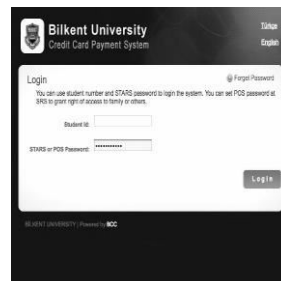 Bilkent University
Türkçe
Credit Card Payment System
English
Login
Forgot Password
You can use student number and STARS password to login the system. You can set POS password at
SRS to grant right of access to family or others.
Student Id:
STARS or POS Password:
Login
BILKENT UNIVERSITY | Powered by BCC